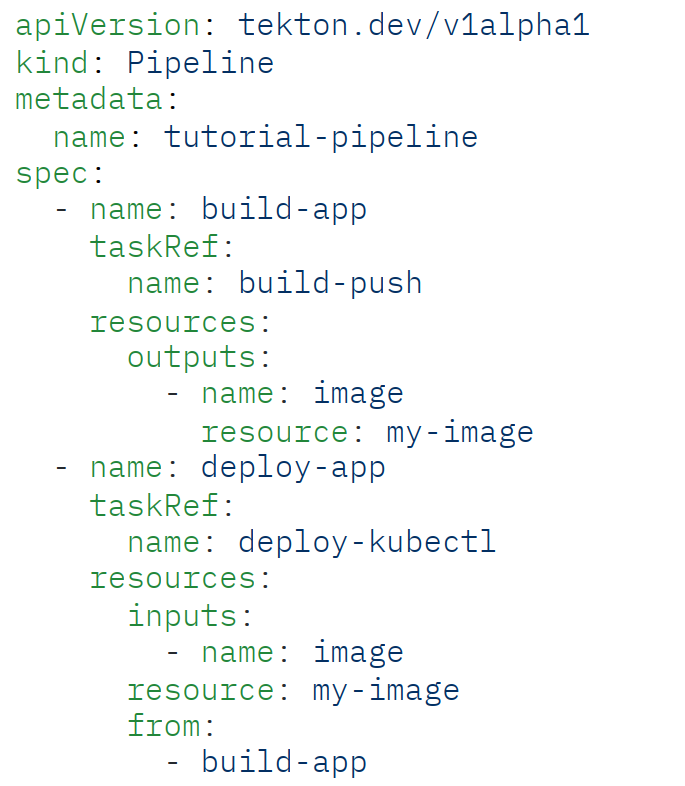 apiVersion: tekton.dev/v1alpha1
kind: Pipeline
metadata:
  name: tutorial-pipeline
spec:
  - name: build-app
    taskRef:
      name: build-push
    resources:
      outputs:
        - name: image
          resource: my-image
  - name: deploy-app
    taskRef:
      name: deploy-kubectl
    resources:
      inputs:
        - name: image
      resource: my-image
      from:
        - build-app